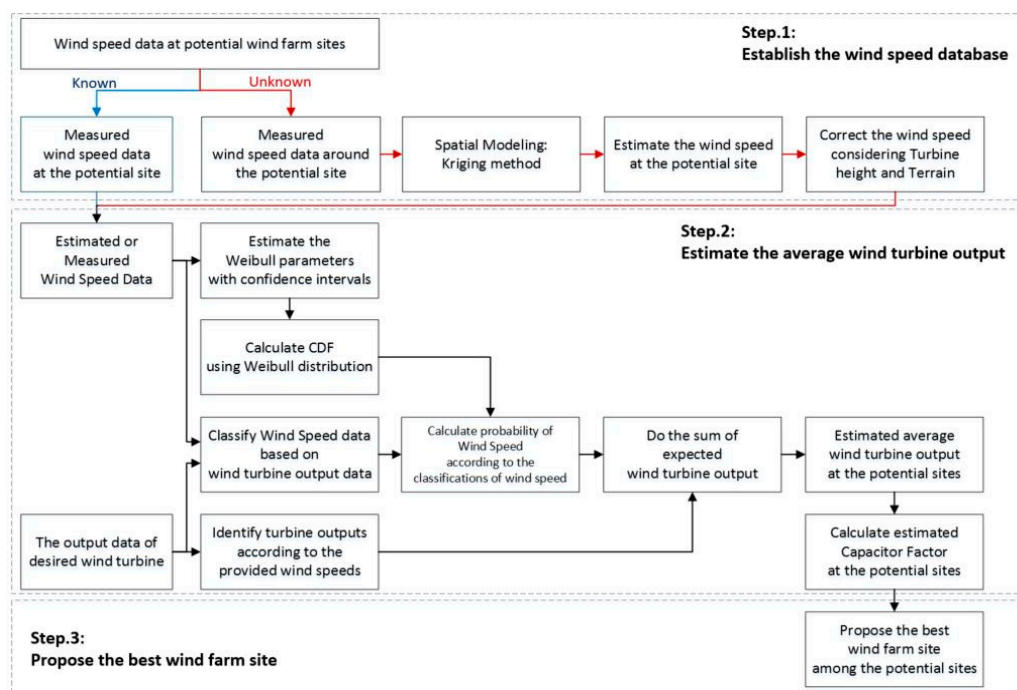 Step.1:
Establish the wind speed database
Wind speed data at potential wind farm sites
Known
Unknown
Measured
wind speed data
at the potential site
Measured
wind speed data around
the potential site
Spatial Modeling:
Kriging method
Estimate the wind speed
at the potential site
Correct the wind speed
considering Turbine
height and Terrain
Step.2:
Estimate the average wind turbine output
Estimated or
Measured
Wind Speed Data
Estimate the
Weibull parameters
with confidence intervals
Calculate CDF
using Weibull distribution
Classify Wind Speed data
based on
wind turbine output data
Calculate probability of
Wind Speed
according to the
classifications of wind speed
Do the sum of
expected
wind turbine output
Estimated average
wind turbine output
at the potential sites
The output data of
desired wind turbine
Identify turbine outputs
according to the
provided wind speeds
Calculate estimated
Capacitor Factor
at the potential sites
Step.3:
Propose the best wind farm site
Propose the best
wind farm site
among the potential sites